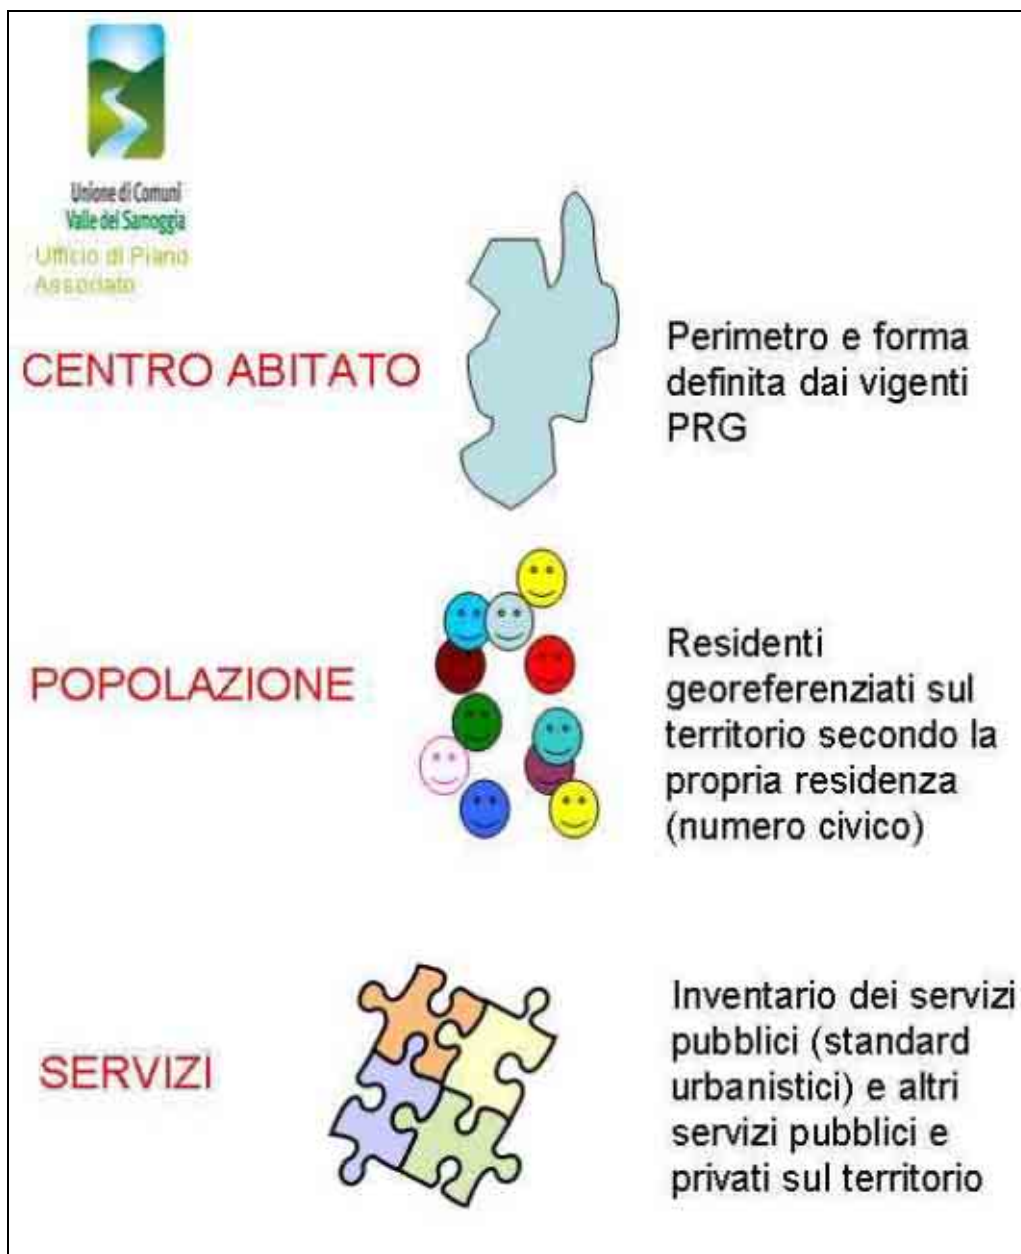 Unione di Comuni
Valle del Samoggia
Ufficio di Piano
Associato
CENTRO ABITATO
Perimetro e forma
definita dai vigenti
PRG
POPOLAZIONE
Residenti
georeferenziati sul
territorio secondo la
propria residenza
(numero civico)
SERVIZI
Inventario dei servizi
pubblici (standard
urbanistici) e altri
servizi pubblici e
privati sul territorio